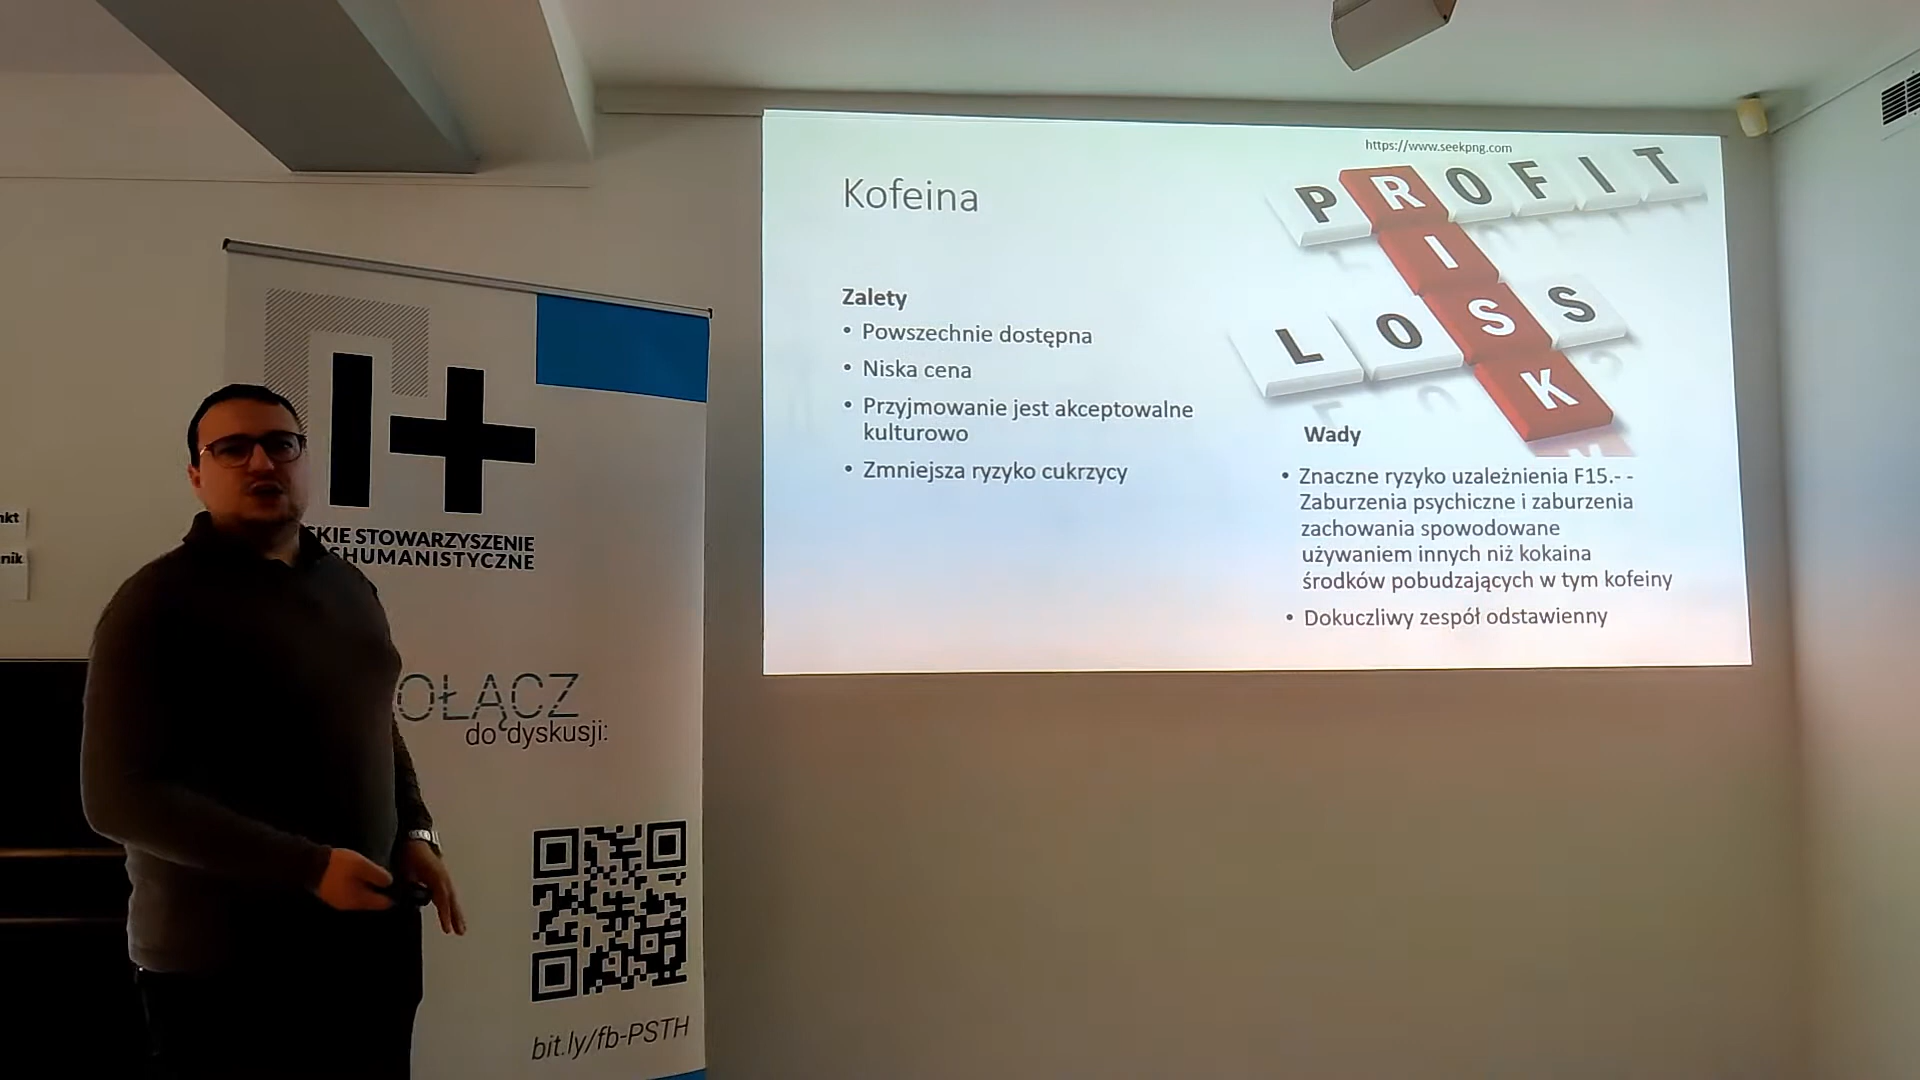 https://www.seekpng.com
PROFIT
RISK
LOSS
Kofeina
Zalety
• Powszechnie dostępna
• Niska cena
• Przyjmowanie jest akceptowalne
kulturowo
• Zmniejsza ryzyko cukrzycy
Wady
• Znaczne ryzyko uzależnienia F15.- -
Zaburzenia psychiczne i zaburzenia
zachowania spowodowane
używaniem innych niż kokaina
środków pobudzających w tym kofeiny
• Dokuczliwy zespół odstawienny
H+
SKIE STOWARZYSZENIE
SHUMANISTYCZNE
OŁĄCZ
do dyskusji:
bit.ly/fb-PSTH
nkt
nik